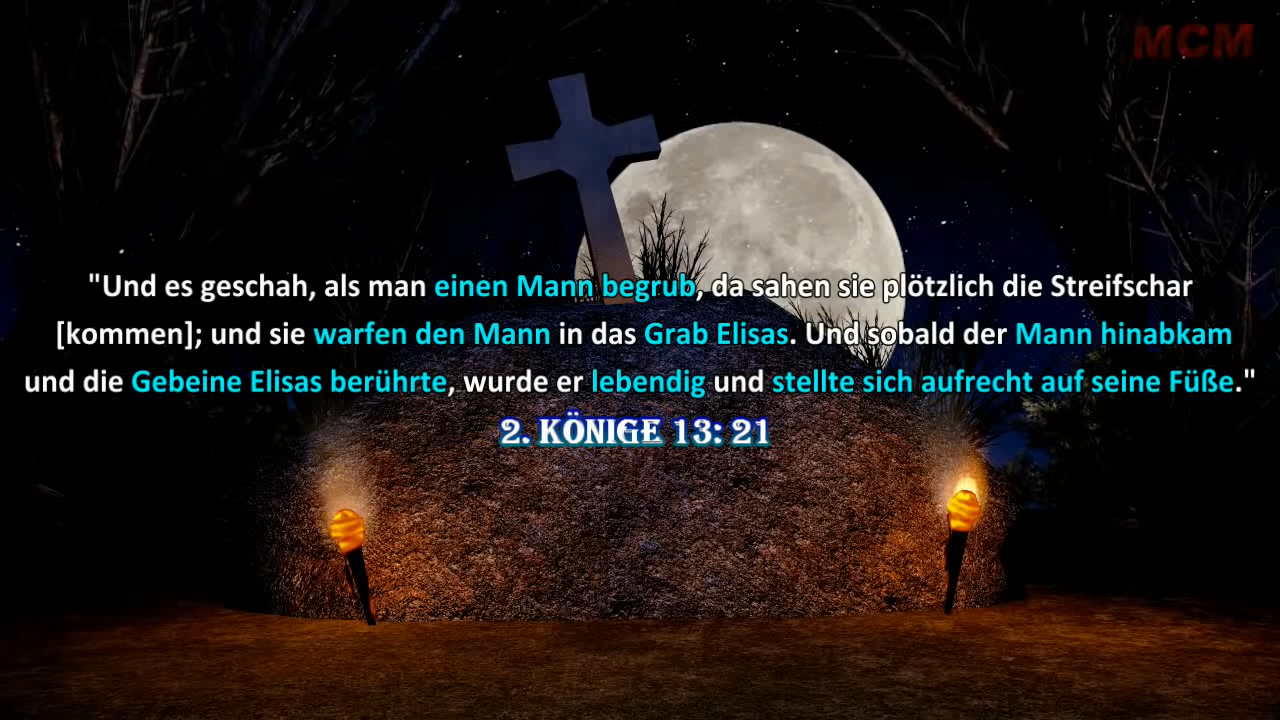 MCM
"Und es geschah, als man einen Mann begrub, da sahen sie plötzlich die Streifschar
[kommen]; und sie warfen den Mann in das Grab Elisas. Und sobald der Mann hinabkam
und die Gebeine Elisas berührte, wurde er lebendig und stellte sich aufrecht auf seine Füße."
2. KÖNIGE 13: 21